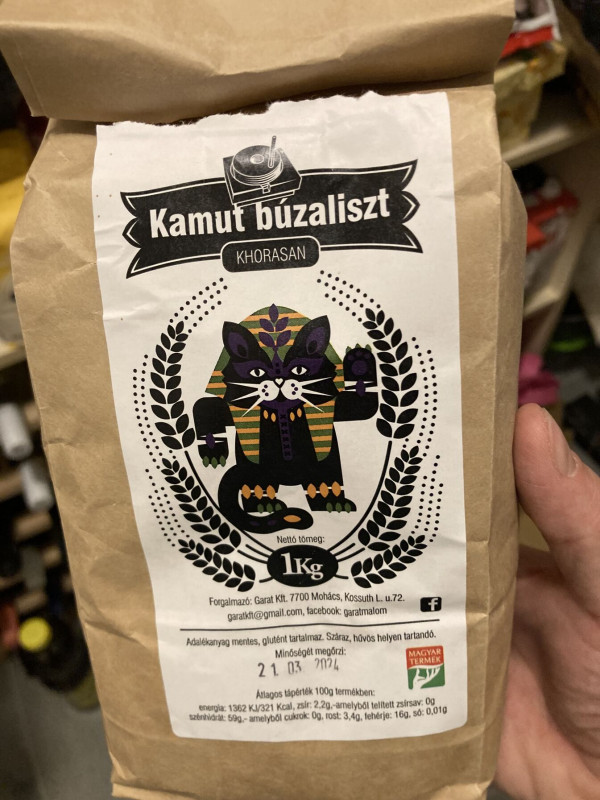 Kamut búzaliszt
KHORASAN
Nettó tömeg:
1Kg
Forgalmazó: Garat Kft. 7700 Mohács, Kossuth L. u.72.
garatkft@gmail.com, facebook: garatmalom
f
Adalékanyag mentes, glutént tartalmaz. Száraz, hűvös helyen tartandó.
Minőségét megőrzi:
21 03 2024
MAGYAR
TERMÉK
Átlagos tápérték 100g termékben:
energia: 1362 KJ/321 Kcal, zsír: 2,2g,-amelyből telített zsírsav: 0g
szénhidrát: 59g,- amelyből cukrok: 0g, rost: 3,4g, fehérje: 16g, só: 0,01g